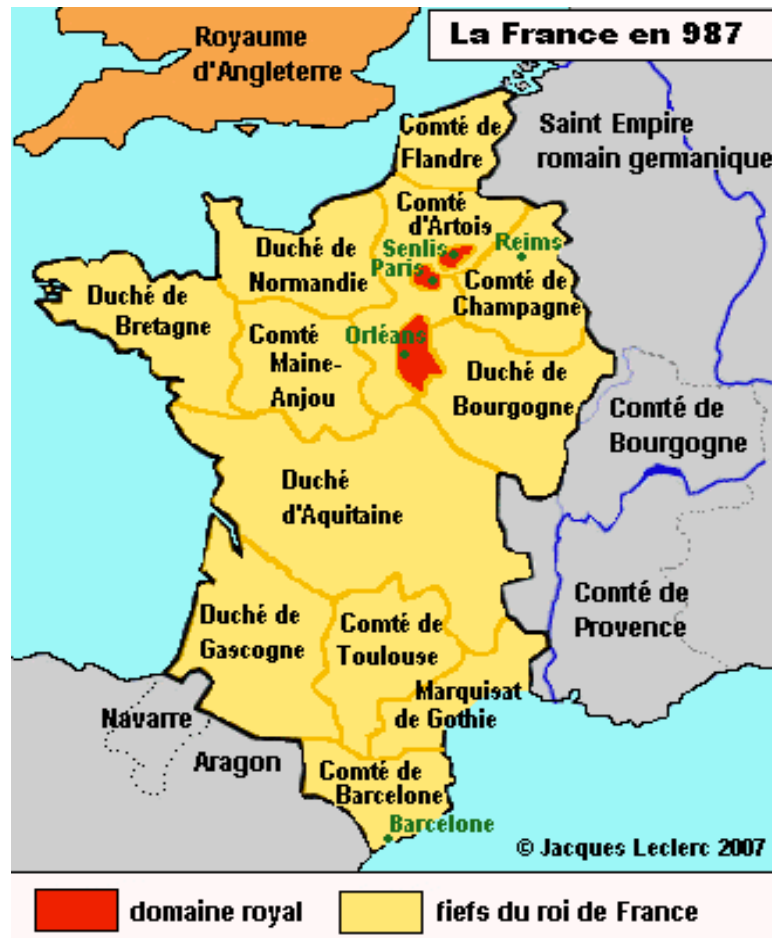 La France en 987
Royaume
d'Angleterre
Comté de
Flandre
Saint Empire
romain germanique
Comté
d'Artois
Senlis
Reims
Paris
Duché de
Normandie
Comté de
Champagne
Duché de
Bretagne
Comté
Maine-
Anjou
Orléans
Duché de
Bourgogne
Comté de
Bourgogne
Duché
d'Aquitaine
Comté de
Provence
Duché de
Gascogne
Comté de
Toulouse
Marquisat
de Gothie
Navarre
Aragon
Comté de
Barcelone
Barcelone
© Jacques Leclerc 2007
domaine royal
fiefs du roi de France